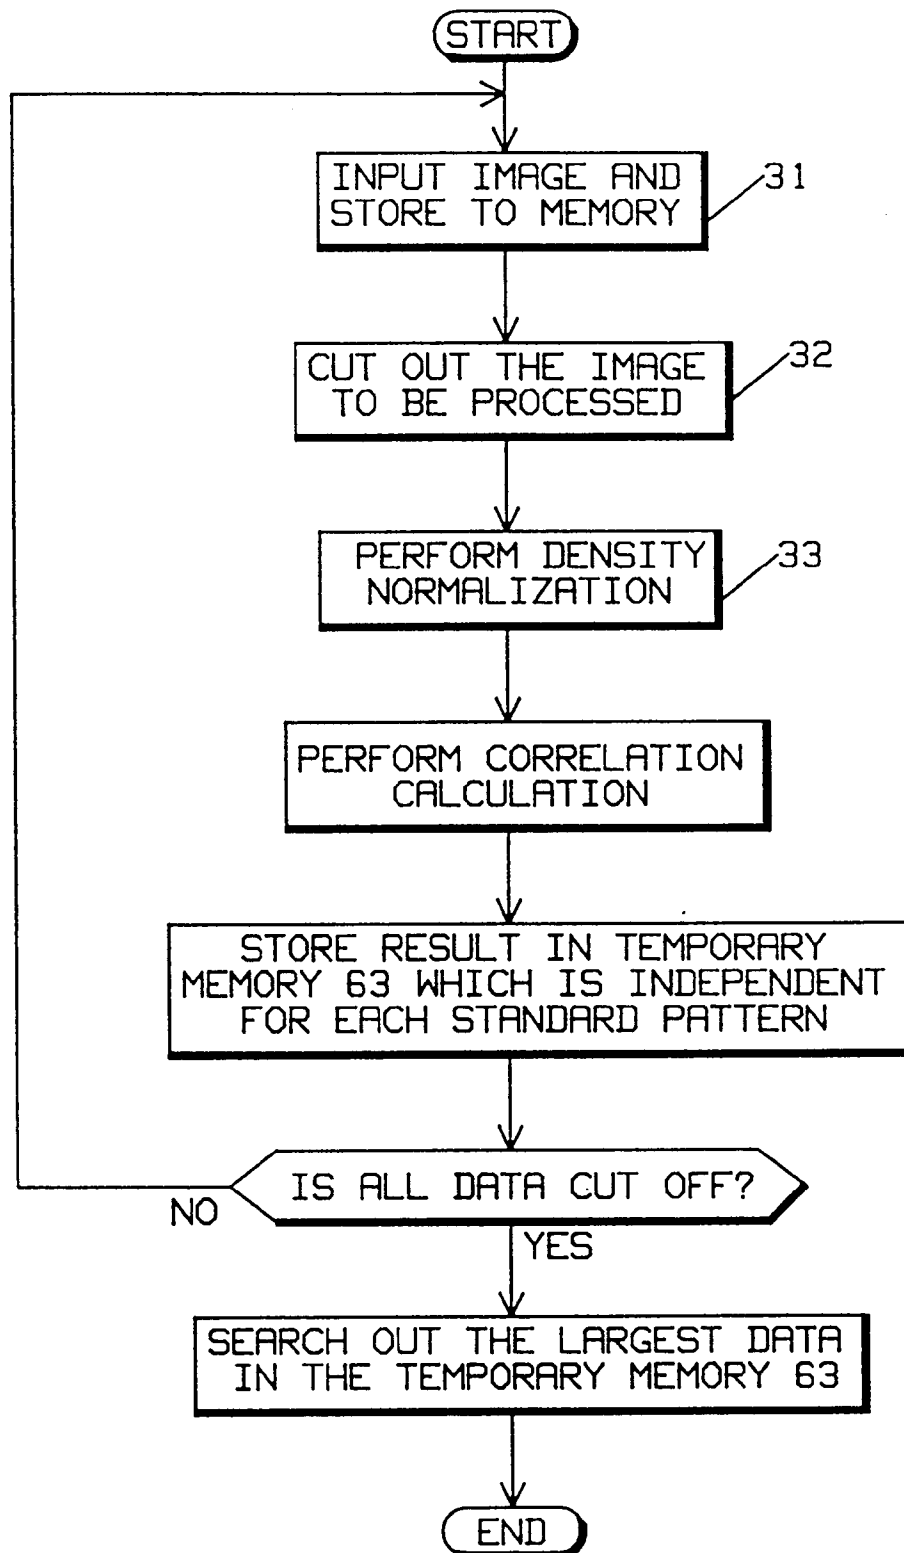 START
INPUT IMAGE AND
STORE TO MEMORY
31
CUT OUT THE IMAGE
TO BE PROCESSED
32
PERFORM DENSITY
NORMALIZATION
33
PERFORM CORRELATION
CALCULATION
STORE RESULT IN TEMPORARY
MEMORY 63 WHICH IS INDEPENDENT
FOR EACH STANDARD PATTERN
IS ALL DATA CUT OFF?
NO
YES
SEARCH OUT THE LARGEST DATA
IN THE TEMPORARY MEMORY 63
END